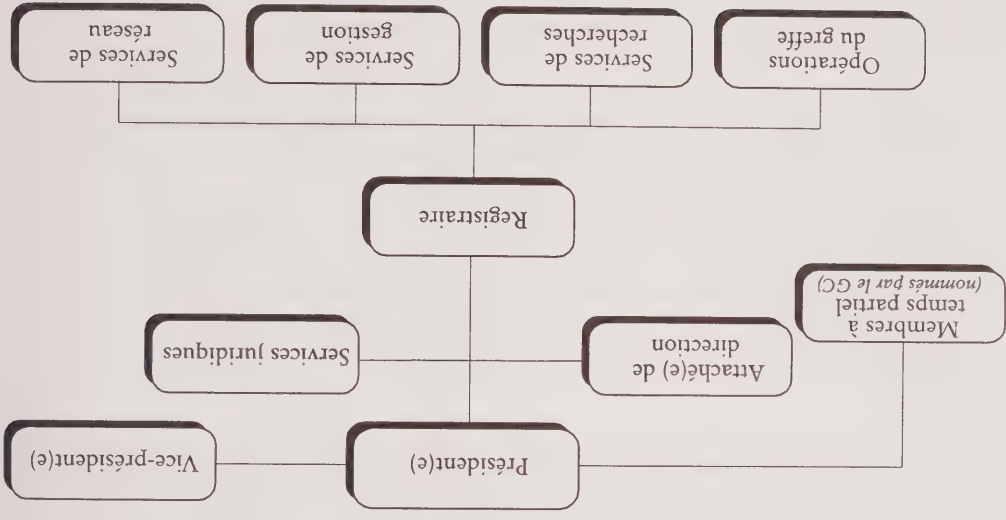 Président(e)
Vice-président(e)
Attaché(e) de
direction
Services juridiques
Membres à
temps partiel
(nommés par le GC)
Registraire
Opérations
du greffe
Services de
recherches
Services de
gestion
Services de
réseau